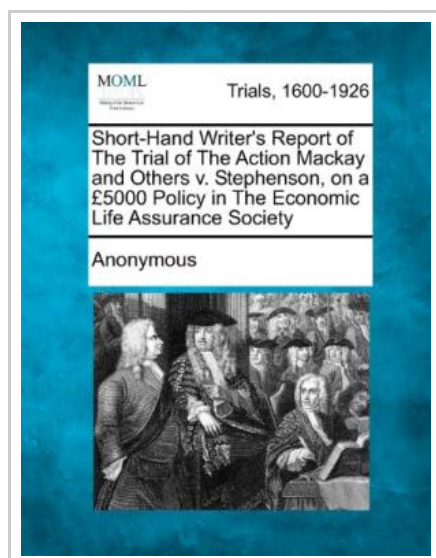 MOML
Trials, 1600-1926
Short-Hand Writer's Report of
The Trial of The Action Mackay
and Others v. Stephenson, on a
£5000 Policy in The Economic
Life Assurance Society
Anonymous